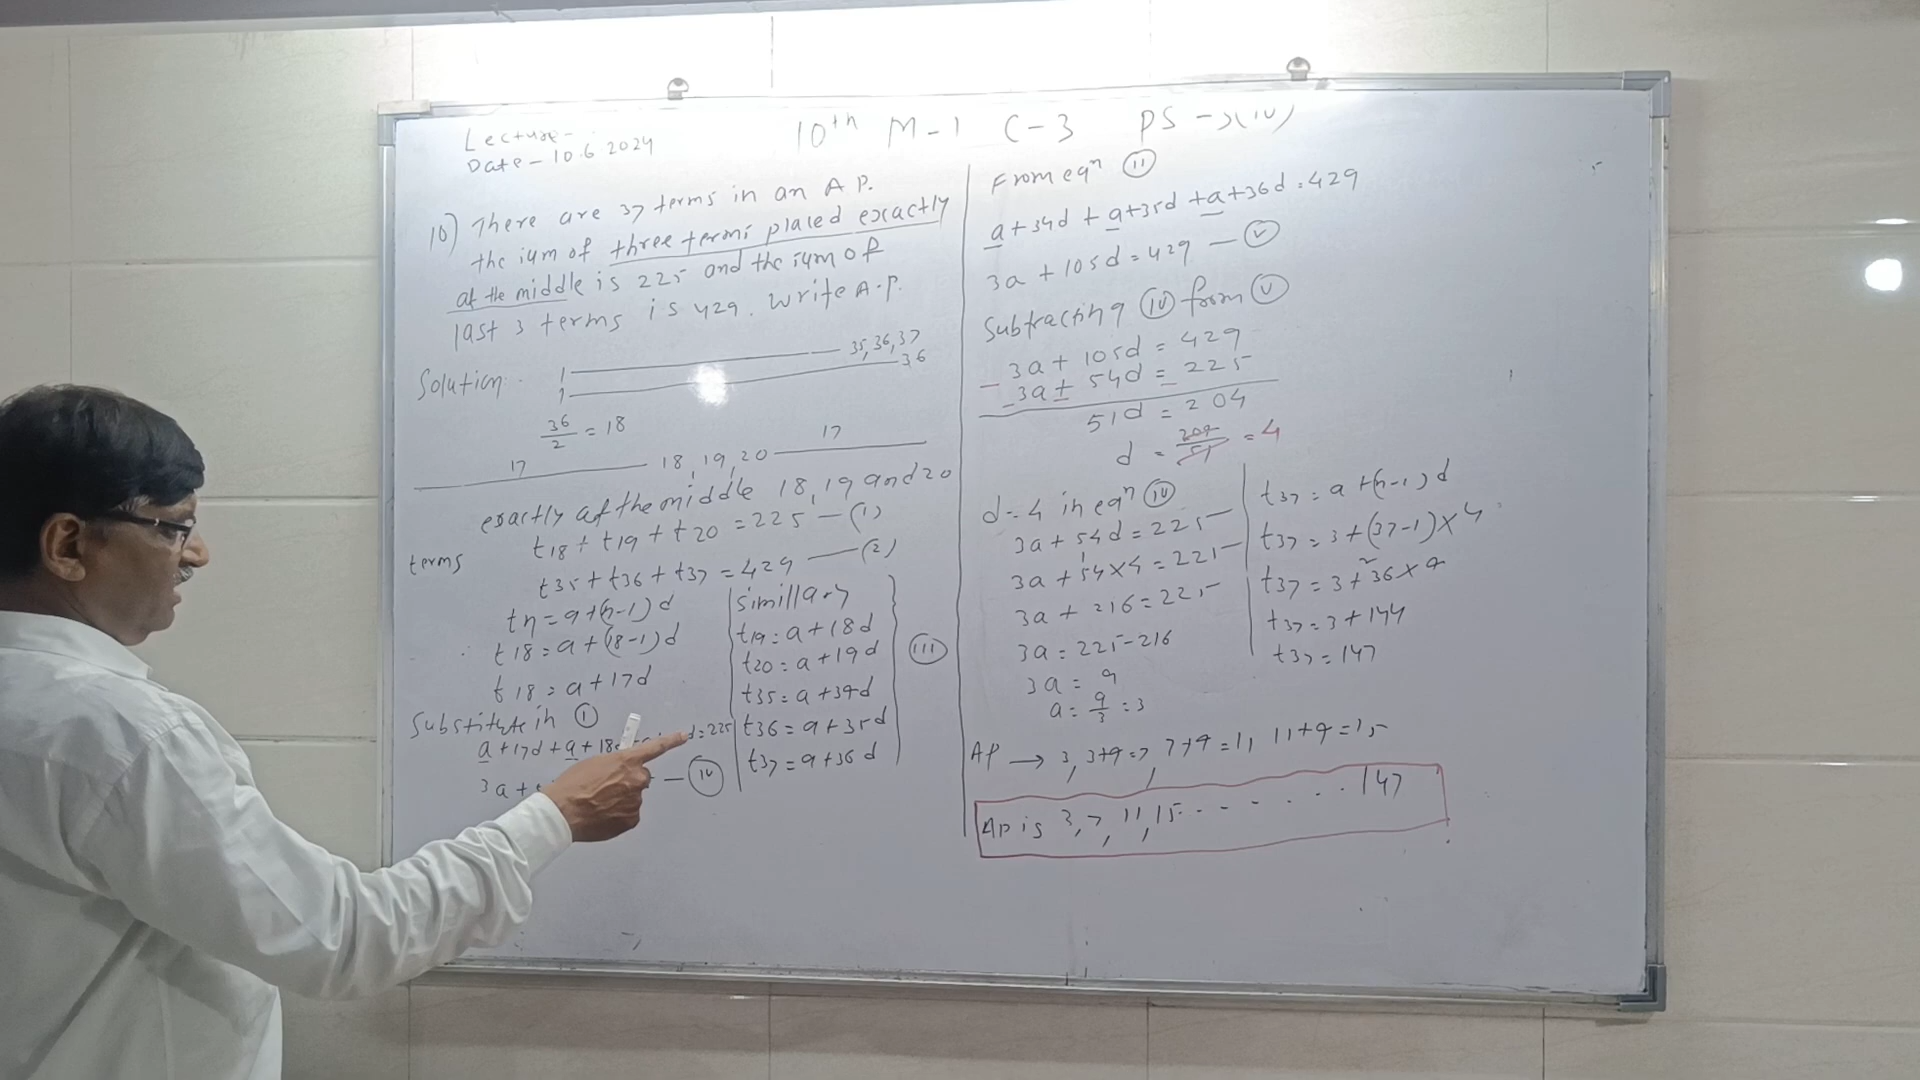 Lecture-
Date-10.6.2024
10th M-1 C-3 PS->(IV)
10) There are 37 terms in an A P.
the sum of three terms placed exactly
at the middle is 225 and the sum of
last 3 terms is 429. Write A.P.
Solution:
1 35,36,37
1 36
36/2 = 18
17 18,19,20 17
exactly at the middle 18, 19 and 20
terms
t18 + t19 + t20 = 225 - (1)
t35 + t36 + t37 = 429 - (2)
tn = a+(n-1)d
t18 = a+(18-1)d
t18 = a+17d
Substitute in (I)
a+17d+a+18d =225
3a+ - (IV)
simillary
t19 = a+18d
t20 = a+19d
t35 = a+34d
t36 = a+35d
t37 = a+36d
(III)
From eqn (II)
a+34d + a+35d + a+36d = 429
3a + 105d = 429 - (V)
Subtracting (IV) from (V)
3a + 105d = 429
- 3a ± 54d = 225
51d = 204
d = 204/51 = 4
d=4 in eqn (IV)
3a + 54d = 225
3a + 54×4 = 225
3a + 216 = 225
3a = 225-216
3a = 9
a = 9/3 = 3
t37 = a+(n-1)d
t37 = 3+(37-1)×4
t37 = 3+36×4
t37 = 3+144
t37 = 147
AP → 3, 3+4=7, 7+4=11, 11+4=15
AP is 3, 7, 11, 15 - - - - - - - 147